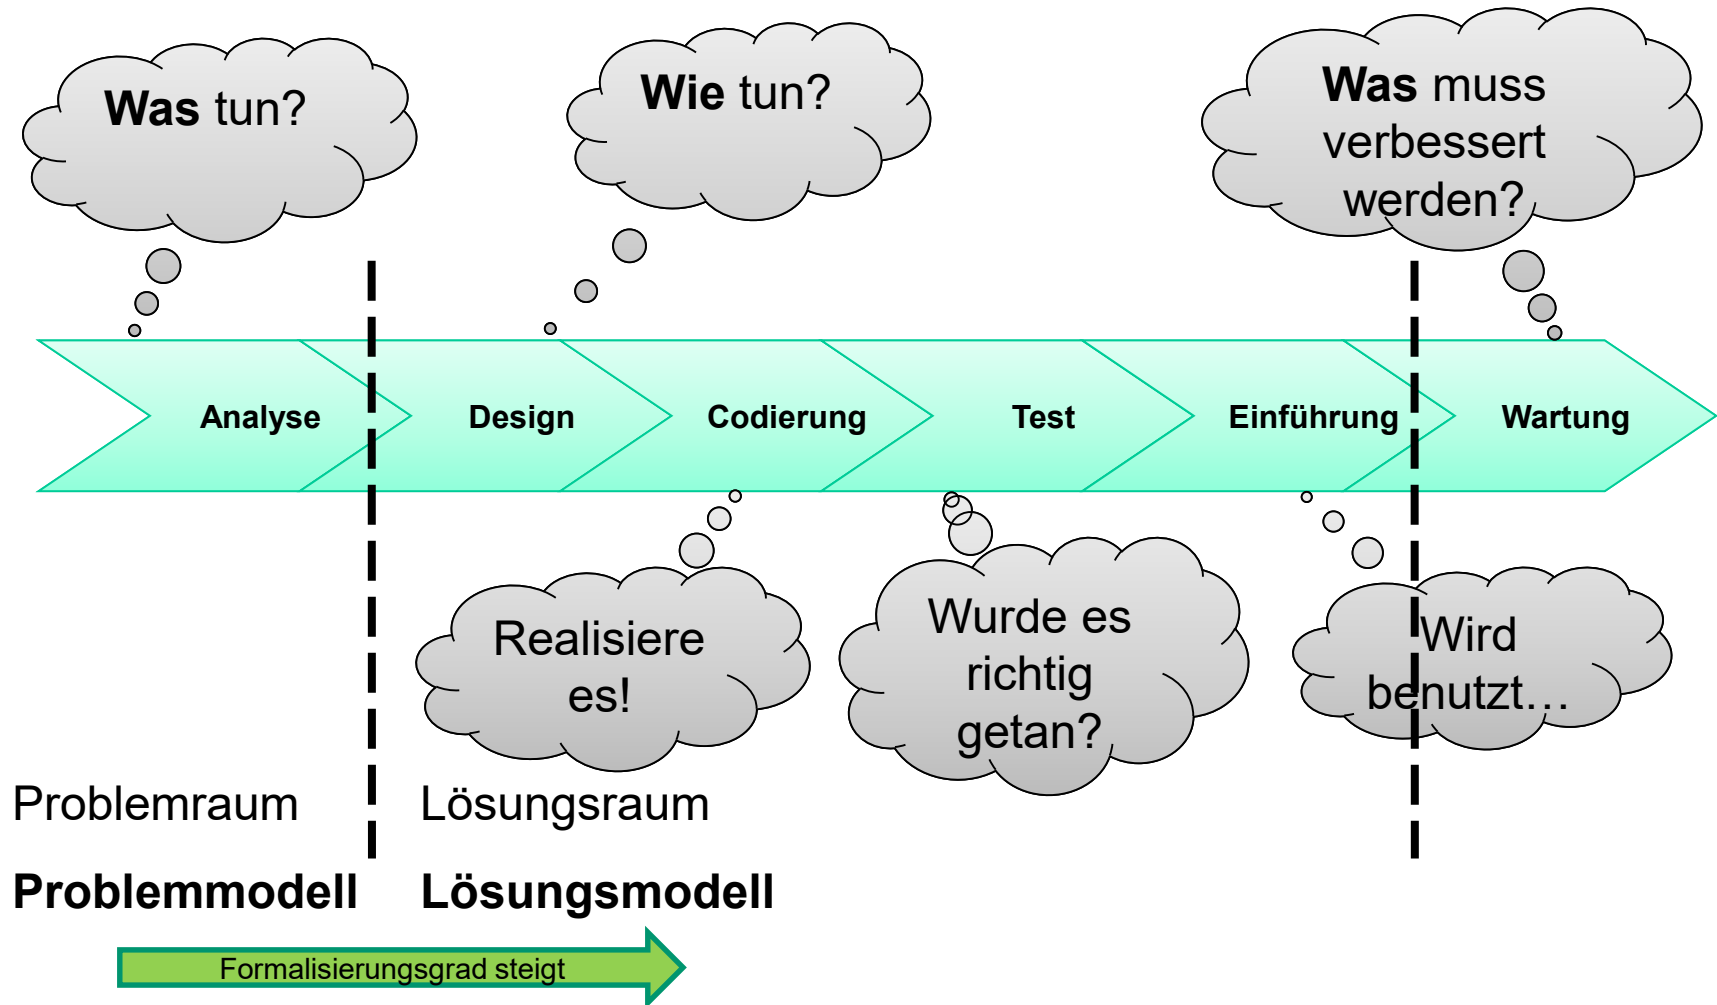 Was tun?
Wie tun?
Was muss
verbessert
werden?
Analyse
Design
Codierung
Test
Einführung
Wartung
Realisiere
es!
Wurde es
richtig
getan?
Wird
benutzt…
Problemraum
Lösungsraum
Problemmodell
Lösungsmodell
Formalisierungsgrad steigt